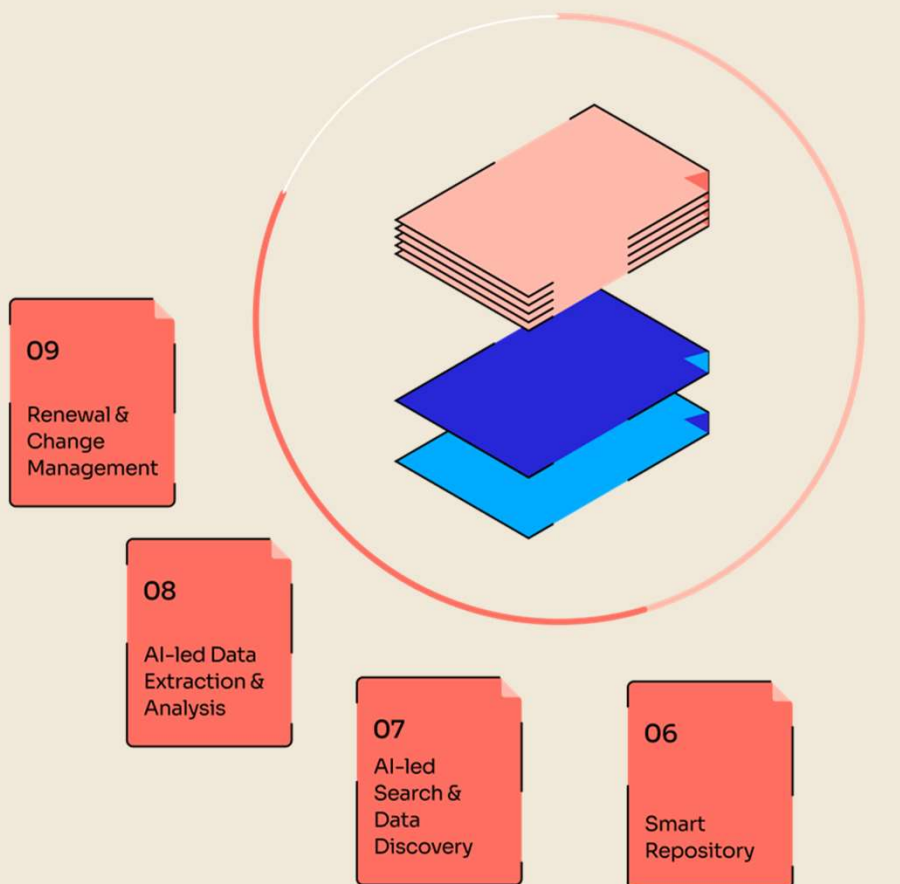 09
Renewal &
Change
Management
08
AI-led Data
Extraction &
Analysis
07
AI-led
Search &
Data
Discovery
06
Smart
Repository